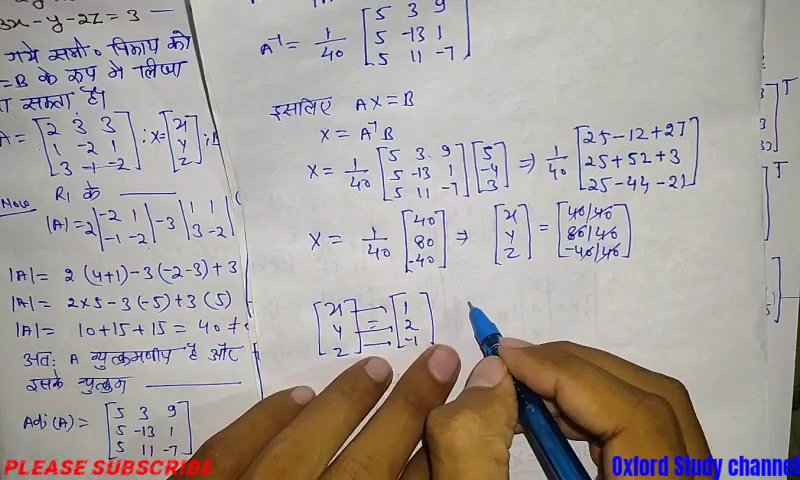 3x-y-2z=3
गये समी० निकाय को
=B के रूप में लिखा
सकता है।
A= [2 3 3; 1 -2 1; 3 -1 -2] ; X= [x; y; z] ; B
Now R₁ के ———
|A|=2 |-2 1; -1 -2| -3 |1 1; 3 -2|
|A|= 2(4+1)-3(-2-3)+3
|A|= 2x5-3(-5)+3(5)
|A|= 10+15+15=40≠
अतः A व्युत्क्रमणीय है और
इसके व्युत्क्रम ———
Adj(A)= [5 3 9; 5 -13 1; 5 11 -7]
A⁻¹= 1/40 [5 3 9; 5 -13 1; 5 11 -7]
इसलिए AX=B
X=A⁻¹B
X= 1/40 [5 3 9; 5 -13 1; 5 11 -7] [5; -4; 3] ⇒ 1/40 [25-12+27; 25+52+3; 25-44-21]
X= 1/40 [40; 80; -40] ⇒ [x; y; z] = [40/40; 80/40; -40/40]
[x; y; z] = [1; 2; -1]
PLEASE SUBSCRIBE
Oxford Study channel